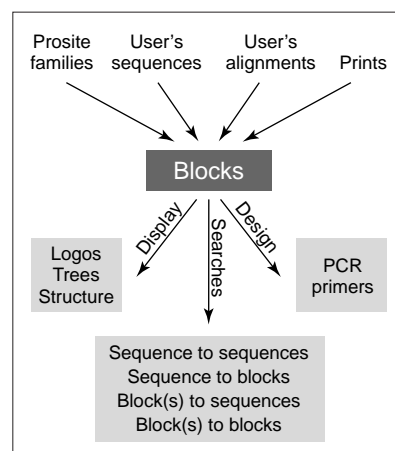 Prosite families
User's sequences
User's alignments
Prints
Blocks
Display
Searches
Design
Logos
Trees
Structure
PCR
primers
Sequence to sequences
Sequence to blocks
Block(s) to sequences
Block(s) to blocks